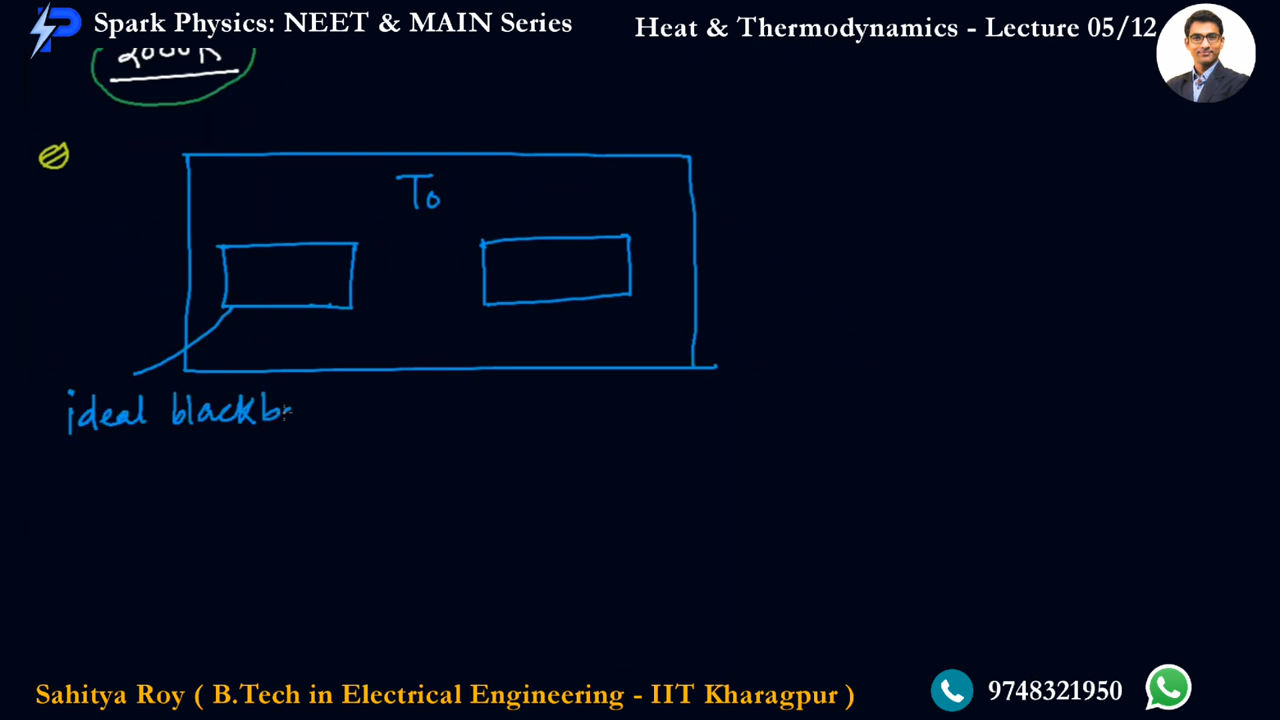 Spark Physics: NEET & MAIN Series
Heat & Thermodynamics - Lecture 05/12
2000K
To
ideal blackb
Sahitya Roy ( B.Tech in Electrical Engineering - IIT Kharagpur )
9748321950